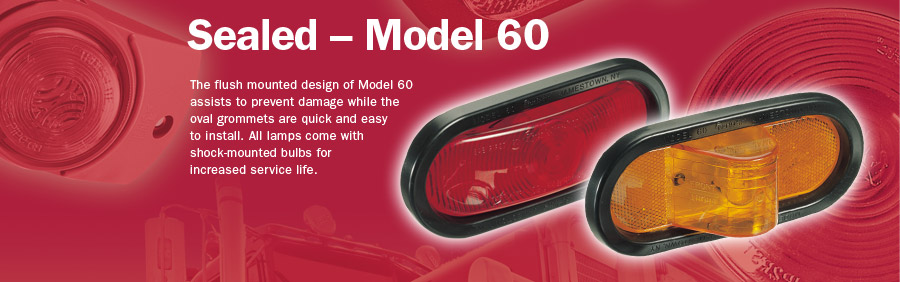 Sealed – Model 60
The flush mounted design of Model 60
assists to prevent damage while the
oval grommets are quick and easy
to install. All lamps come with
shock-mounted bulbs for
increased service life.